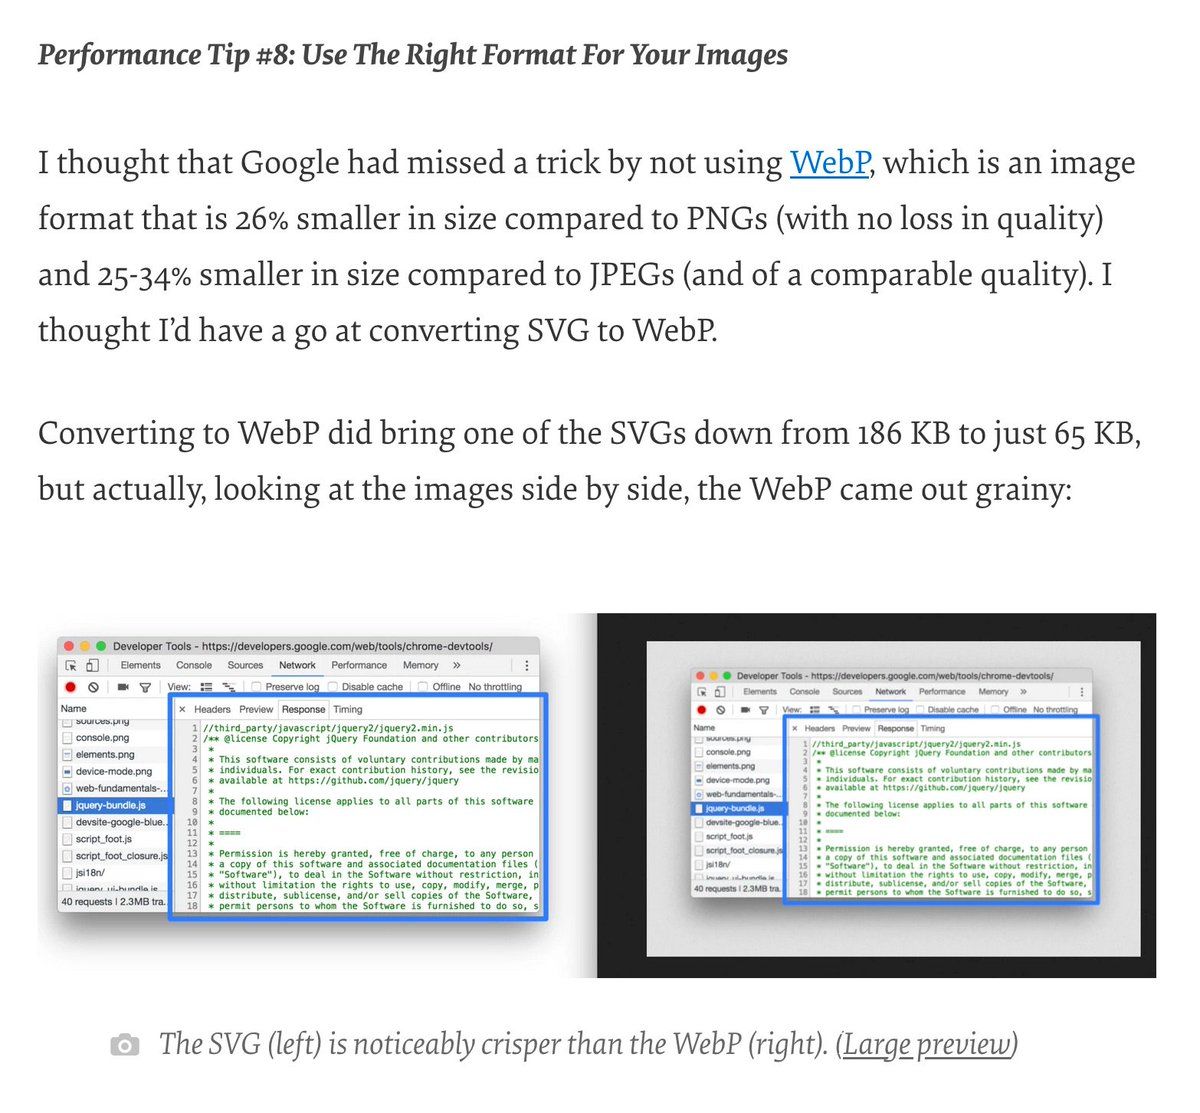 Performance Tip #8: Use The Right Format For Your Images
I thought that Google had missed a trick by not using WebP, which is an image
format that is 26% smaller in size compared to PNGs (with no loss in quality)
and 25-34% smaller in size compared to JPEGs (and of a comparable quality). I
thought I'd have a go at converting SVG to WebP.
Converting to WebP did bring one of the SVGs down from 186 KB to just 65 KB,
but actually, looking at the images side by side, the WebP came out grainy:
Developer Tools - https://developers.google.com/web/tools/chrome-devtools/
Elements Console Sources Network Performance Memory »
View: Preserve log Disable cache Offline No throttling
Name
sources.png
console.png
elements.png
device-mode.png
web-fundamentals-...
jquery-bundle.js
devsite-google-blue...
script_foot.js
script_foot_closure.js
jsi18n/
jquery_ui-bundle.js
40 requests | 2.3MB tra...
× Headers Preview Response Timing
1 //third_party/javascript/jquery2/jquery2.min.js
2 /** @license Copyright jQuery Foundation and other contributors
3 *
4 * This software consists of voluntary contributions made by ma
5 * individuals. For exact contribution history, see the revisio
6 * available at https://github.com/jquery/jquery
7 *
8 * The following license applies to all parts of this software
9 * documented below:
10 *
11 * ====
12 *
13 * Permission is hereby granted, free of charge, to any person
14 * a copy of this software and associated documentation files (
15 * "Software"), to deal in the Software without restriction, in
16 * without limitation the rights to use, copy, modify, merge, p
17 * distribute, sublicense, and/or sell copies of the Software,
18 * permit persons to whom the Software is furnished to do so, s
Developer Tools - https://developers.google.com/web/tools/chrome-devtools/
Elements Console Sources Network Performance Memory »
View: Preserve log Disable cache Offline No throttling
Name
sources.png
console.png
elements.png
device-mode.png
web-fundamentals-...
jquery-bundle.js
devsite-google-blue...
script_foot.js
script_foot_closure.js
jsi18n/
jquery_ui-bundle.js
40 requests | 2.3MB tra...
× Headers Preview Response Timing
1 //third_party/javascript/jquery2/jquery2.min.js
2 /** @license Copyright jQuery Foundation and other contributors
3 *
4 * This software consists of voluntary contributions made by ma
5 * individuals. For exact contribution history, see the revisio
6 * available at https://github.com/jquery/jquery
7 *
8 * The following license applies to all parts of this software
9 * documented below:
10 *
11 * ====
12 *
13 * Permission is hereby granted, free of charge, to any person
14 * a copy of this software and associated documentation files (
15 * "Software"), to deal in the Software without restriction, in
16 * without limitation the rights to use, copy, modify, merge, p
17 * distribute, sublicense, and/or sell copies of the Software,
18 * permit persons to whom the Software is furnished to do so, s
The SVG (left) is noticeably crisper than the WebP (right). (Large preview)